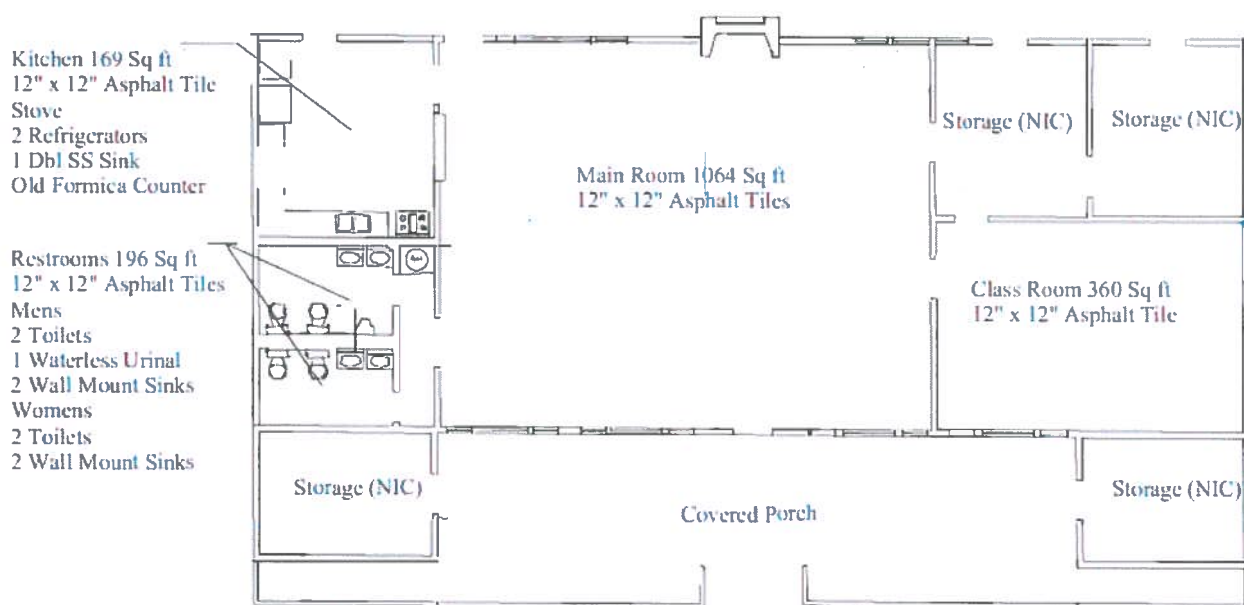 Kitchen 169 Sq ft
12" x 12" Asphalt Tile
Stove
2 Refrigerators
1 Dbl SS Sink
Old Formica Counter
Restrooms 196 Sq ft
12" x 12" Asphalt Tiles
Mens
2 Toilets
1 Waterless Urinal
2 Wall Mount Sinks
Womens
2 Toilets
2 Wall Mount Sinks
Main Room 1064 Sq ft
12" x 12" Asphalt Tiles
Storage (NIC)
Storage (NIC)
Class Room 360 Sq ft
12" x 12" Asphalt Tile
Storage (NIC)
Covered Porch
Storage (NIC)